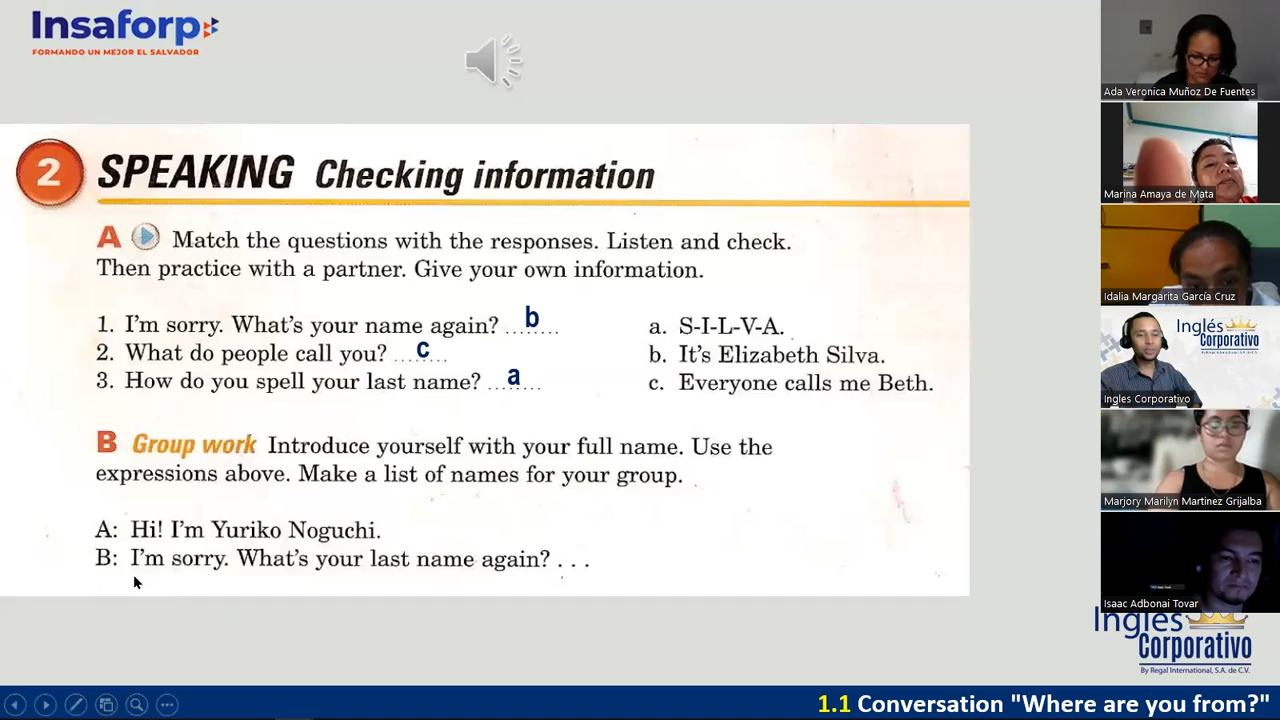 Insaforp
FORMANDO UN MEJOR EL SALVADOR
2 SPEAKING Checking information
A Match the questions with the responses. Listen and check.
Then practice with a partner. Give your own information.
1. I'm sorry. What's your name again? b
2. What do people call you? c
3. How do you spell your last name? a
a. S-I-L-V-A.
b. It's Elizabeth Silva.
c. Everyone calls me Beth.
B Group work Introduce yourself with your full name. Use the
expressions above. Make a list of names for your group.
A: Hi! I'm Yuriko Noguchi.
B: I'm sorry. What's your last name again? . . .
Ada Veronica Muñoz De Fuentes
Marina Amaya de Mata
Idalia Margarita García Cruz
Inglés
Corporativo
Ingles Corporativo
Marjory Marilyn Martinez Grijalba
Isaac Adbonai Tovar
Inglés
Corporativo
By Regal International, S.A. de C.V.
1.1 Conversation "Where are you from?"